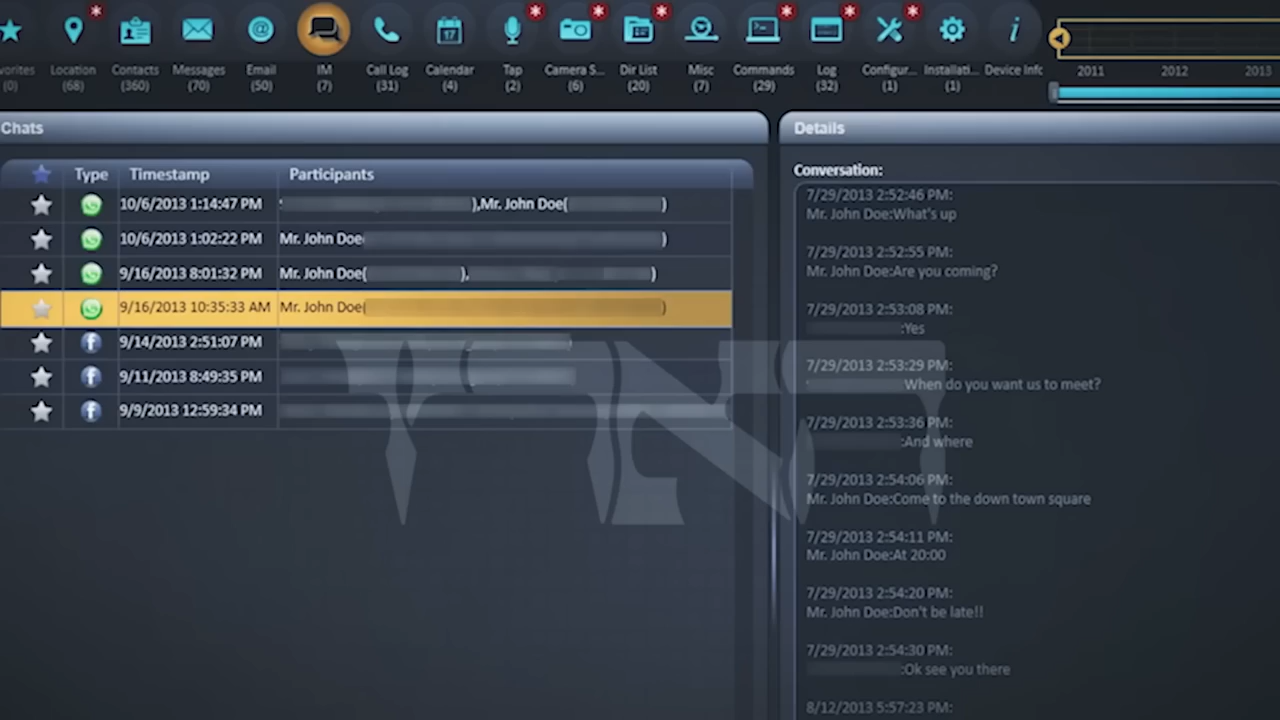 vorites
(0)
Location
(68)
Contacts
(360)
Messages
(70)
Email
(50)
IM
(7)
Call Log
(31)
Calendar
(4)
17
Tap
(2)
Camera S...
(6)
Dir List
(20)
Misc
(7)
Commands
(29)
Log
(32)
Configur...
(1)
Installati...
(1)
Device Info
2011 2012 2013
Chats
Type Timestamp Participants
10/6/2013 1:14:47 PM ),Mr. John Doe( )
10/6/2013 1:02:22 PM Mr. John Doe )
9/16/2013 8:01:32 PM Mr. John Doe( ), )
9/16/2013 10:35:33 AM Mr. John Doe( )
9/14/2013 2:51:07 PM
9/11/2013 8:49:35 PM
9/9/2013 12:59:34 PM
Details
Conversation:
7/29/2013 2:52:46 PM:
Mr. John Doe:What's up
7/29/2013 2:52:55 PM:
Mr. John Doe:Are you coming?
7/29/2013 2:53:08 PM:
:Yes
7/29/2013 2:53:29 PM:
When do you want us to meet?
7/29/2013 2:53:36 PM:
:And where
7/29/2013 2:54:06 PM:
Mr. John Doe:Come to the down town square
7/29/2013 2:54:11 PM:
Mr. John Doe:At 20:00
7/29/2013 2:54:20 PM:
Mr. John Doe:Don't be late!!
7/29/2013 2:54:30 PM:
:Ok see you there
8/12/2013 5:57:23 PM: